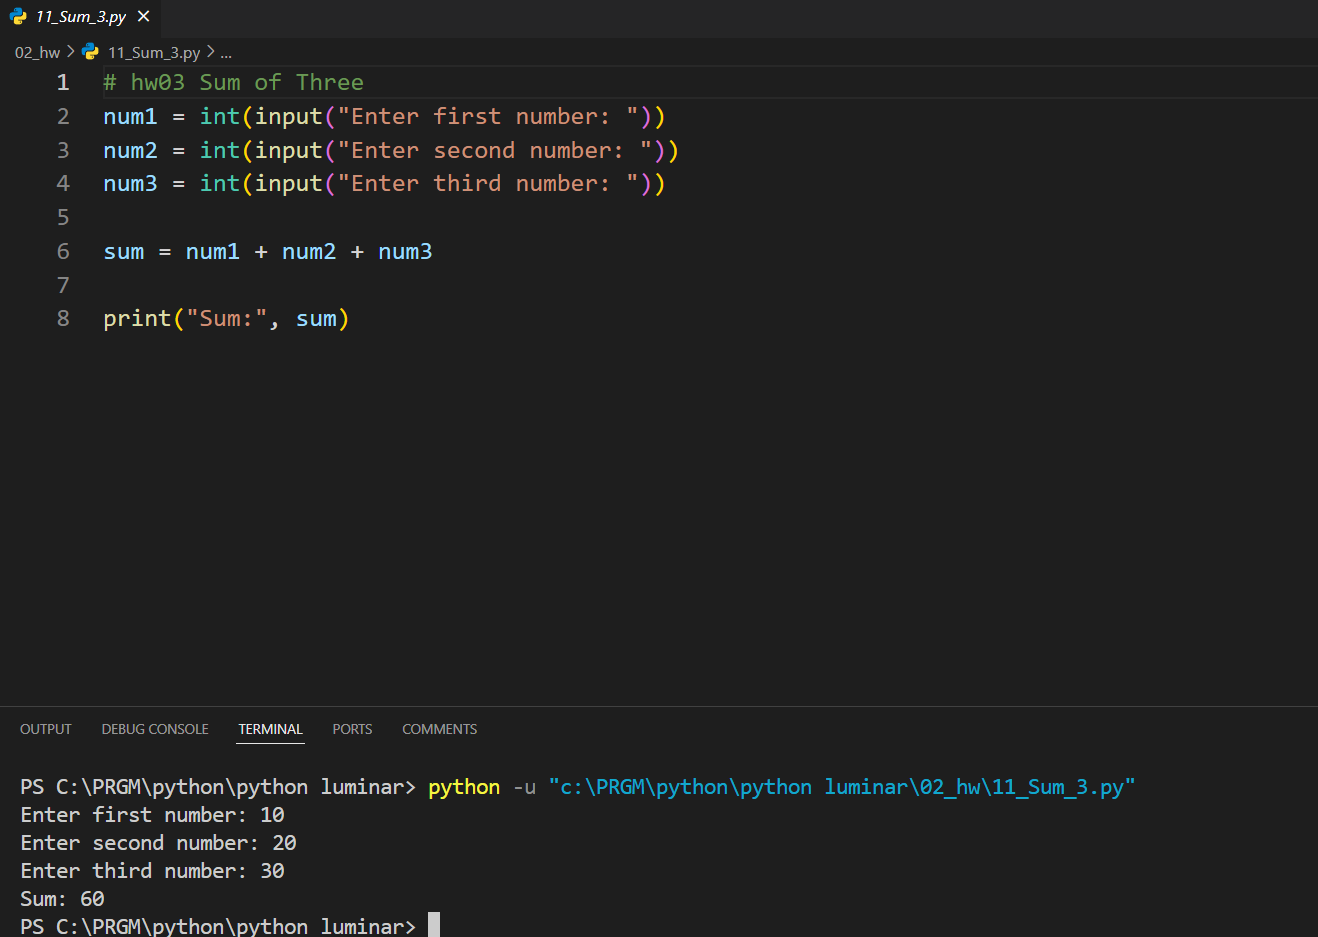 11_Sum_3.py ✕
02_hw > 11_Sum_3.py > ...
1 # hw03 Sum of Three
2 num1 = int(input("Enter first number: "))
3 num2 = int(input("Enter second number: "))
4 num3 = int(input("Enter third number: "))
5
6 sum = num1 + num2 + num3
7
8 print("Sum:", sum)
OUTPUT DEBUG CONSOLE TERMINAL PORTS COMMENTS
PS C:\PRGM\python\python luminar> python -u "c:\PRGM\python\python luminar\02_hw\11_Sum_3.py"
Enter first number: 10
Enter second number: 20
Enter third number: 30
Sum: 60
PS C:\PRGM\python\python luminar>